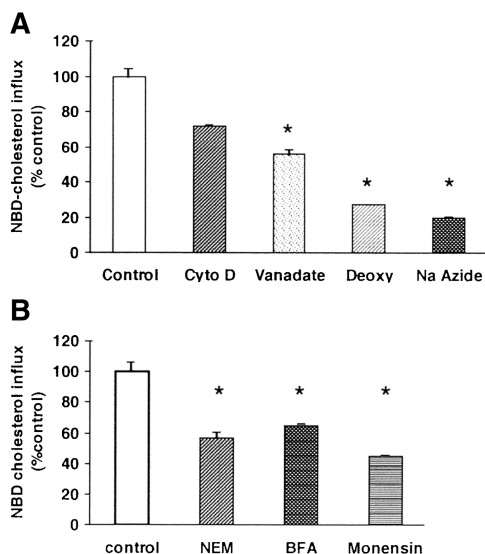 A
NBD-cholesterol influx
(% control)
120
100
80
60
40
20
0
*
*
*
Control Cyto D Vanadate Deoxy Na Azide
B
NBD cholesterol influx
(%control)
120
100
80
60
40
20
0
*
*
*
control NEM BFA Monensin